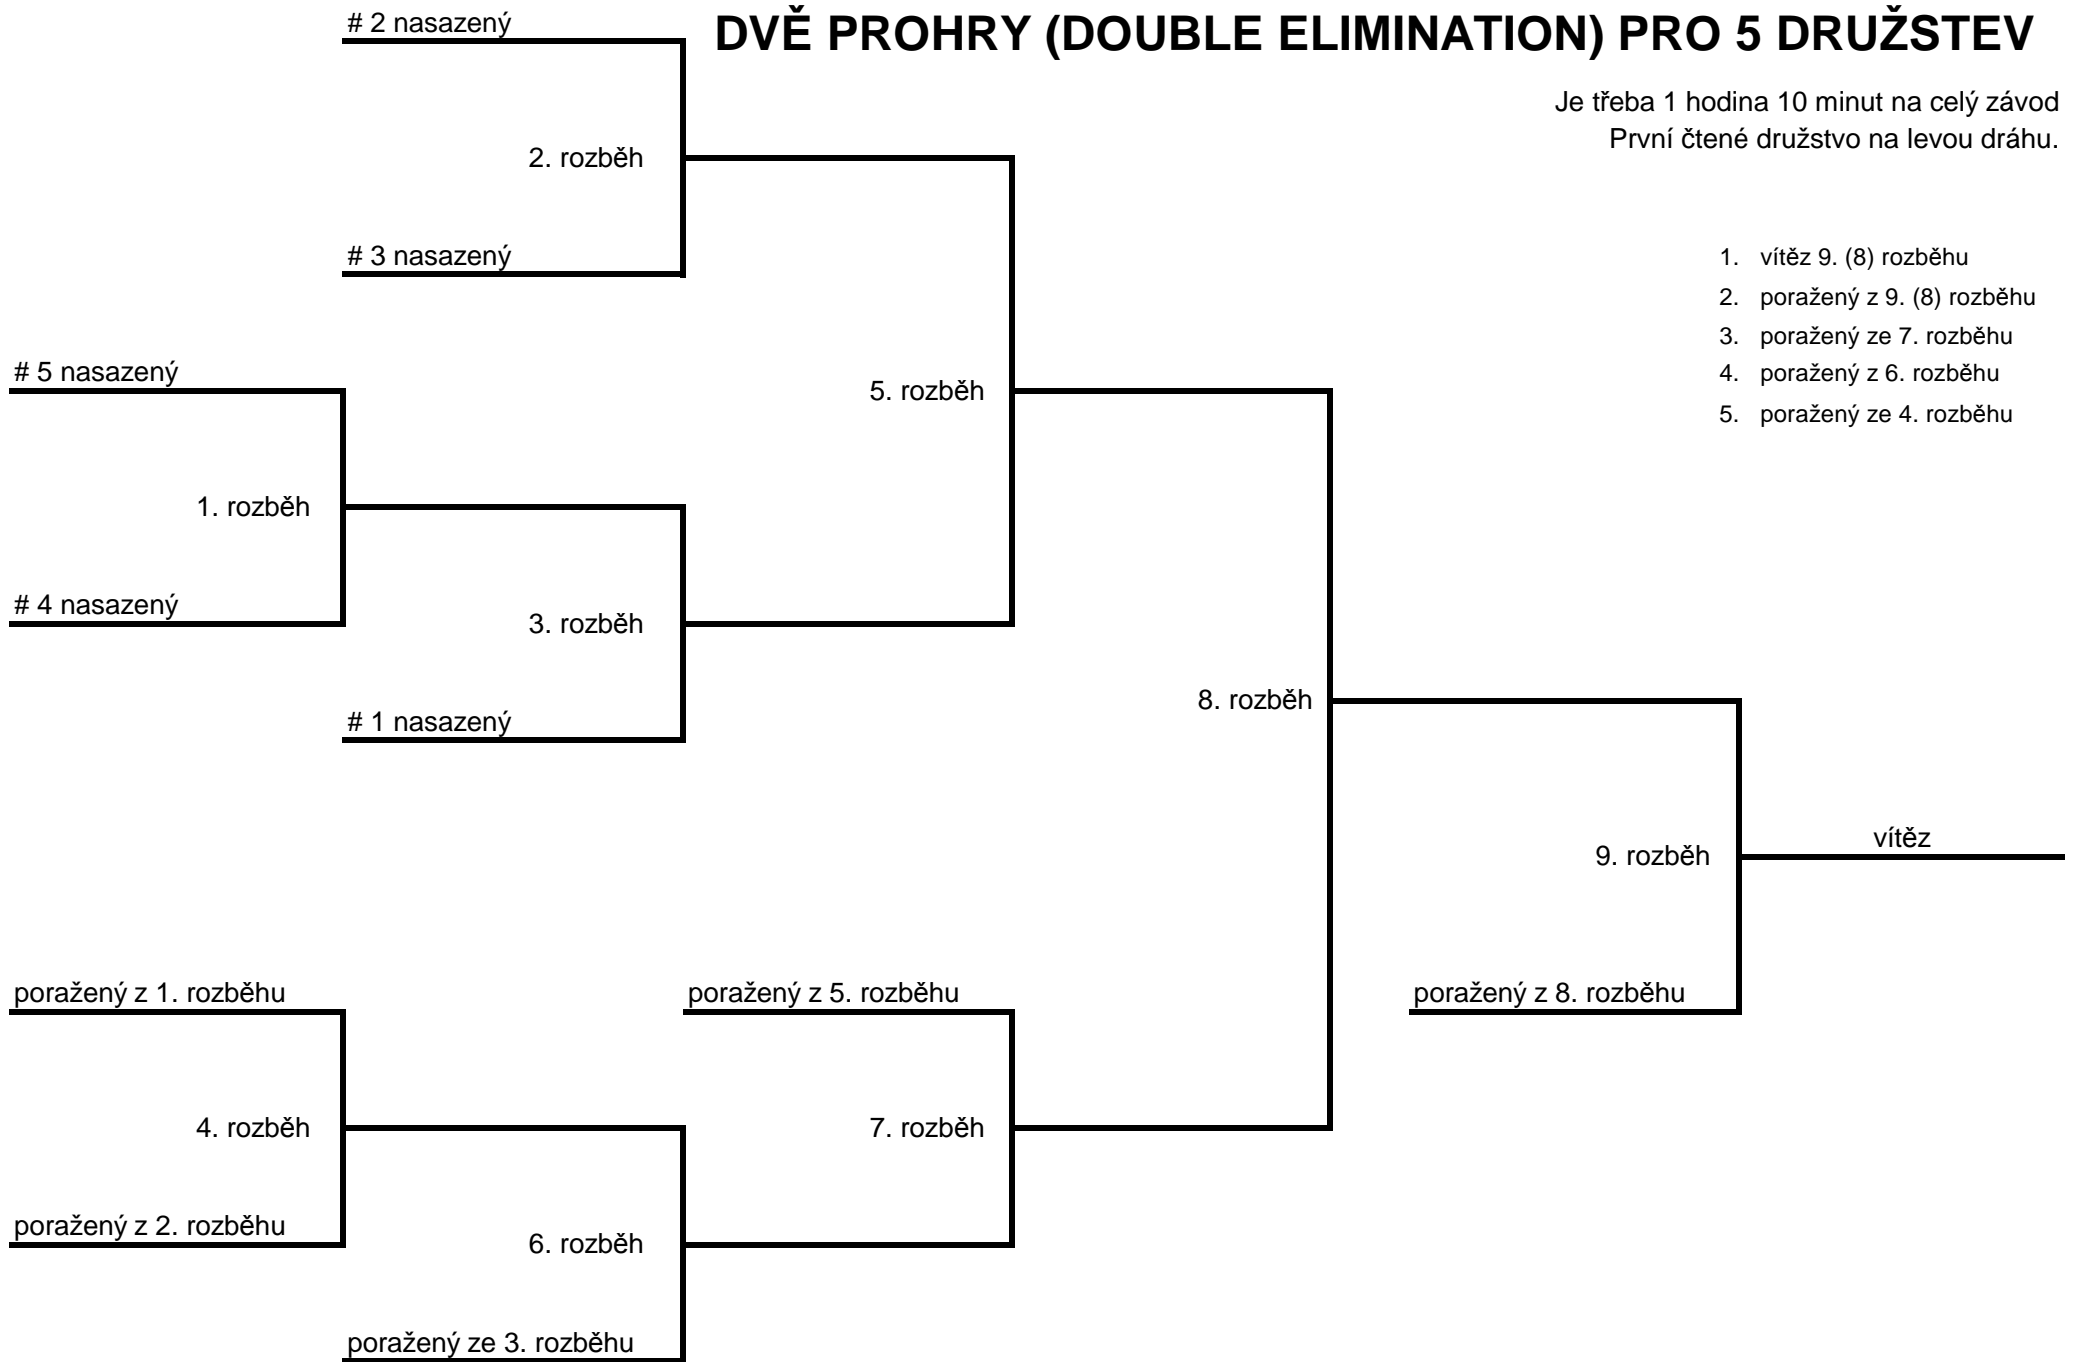 # 2 nasazený
DVĚ PROHRY (DOUBLE ELIMINATION) PRO 5 DRUŽSTEV
Je třeba 1 hodina 10 minut na celý závod
První čtené družstvo na levou dráhu.
2. rozběh
# 3 nasazený
1. vítěz 9. (8) rozběhu
2. poražený z 9. (8) rozběhu
3. poražený ze 7. rozběhu
4. poražený z 6. rozběhu
5. poražený ze 4. rozběhu
# 5 nasazený
5. rozběh
1. rozběh
# 4 nasazený
3. rozběh
8. rozběh
# 1 nasazený
vítěz
9. rozběh
poražený z 1. rozběhu
poražený z 5. rozběhu
poražený z 8. rozběhu
4. rozběh
7. rozběh
poražený z 2. rozběhu
6. rozběh
poražený ze 3. rozběhu